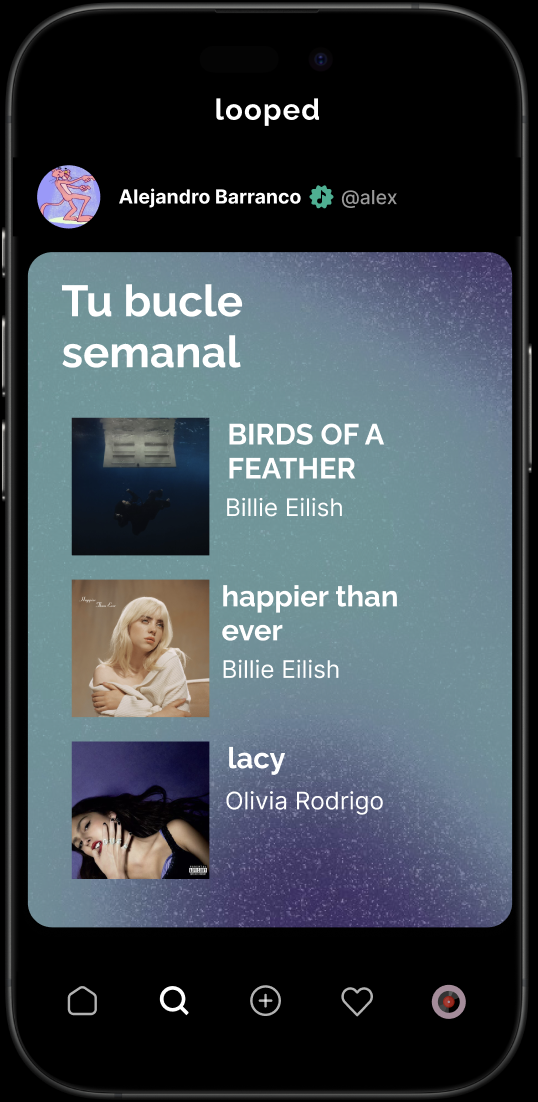 looped
Alejandro Barranco @alex
Tu bucle
semanal
BIRDS OF A
FEATHER
Billie Eilish
Happier
Than Ever
happier than
ever
Billie Eilish
lacy
Olivia Rodrigo